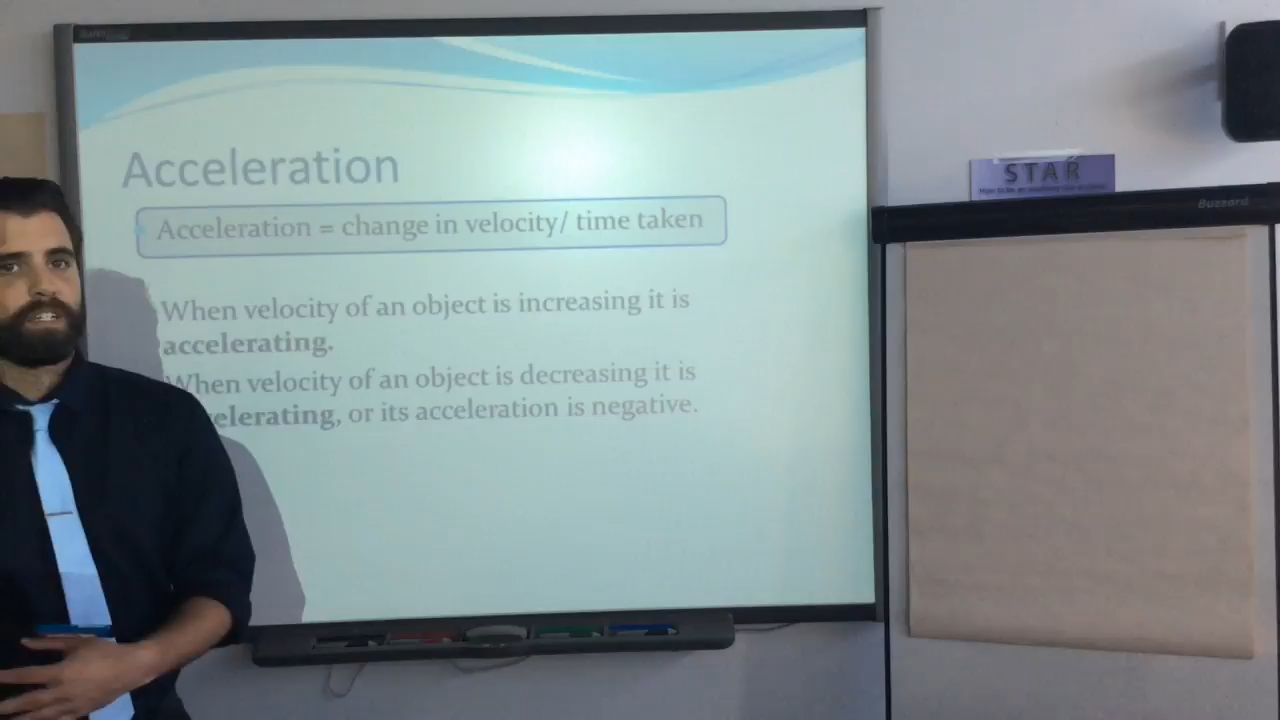 Acceleration
Acceleration = change in velocity/ time taken
When velocity of an object is increasing it is
accelerating.
When velocity of an object is decreasing it is
elerating, or its acceleration is negative.
STAR
Buzzard